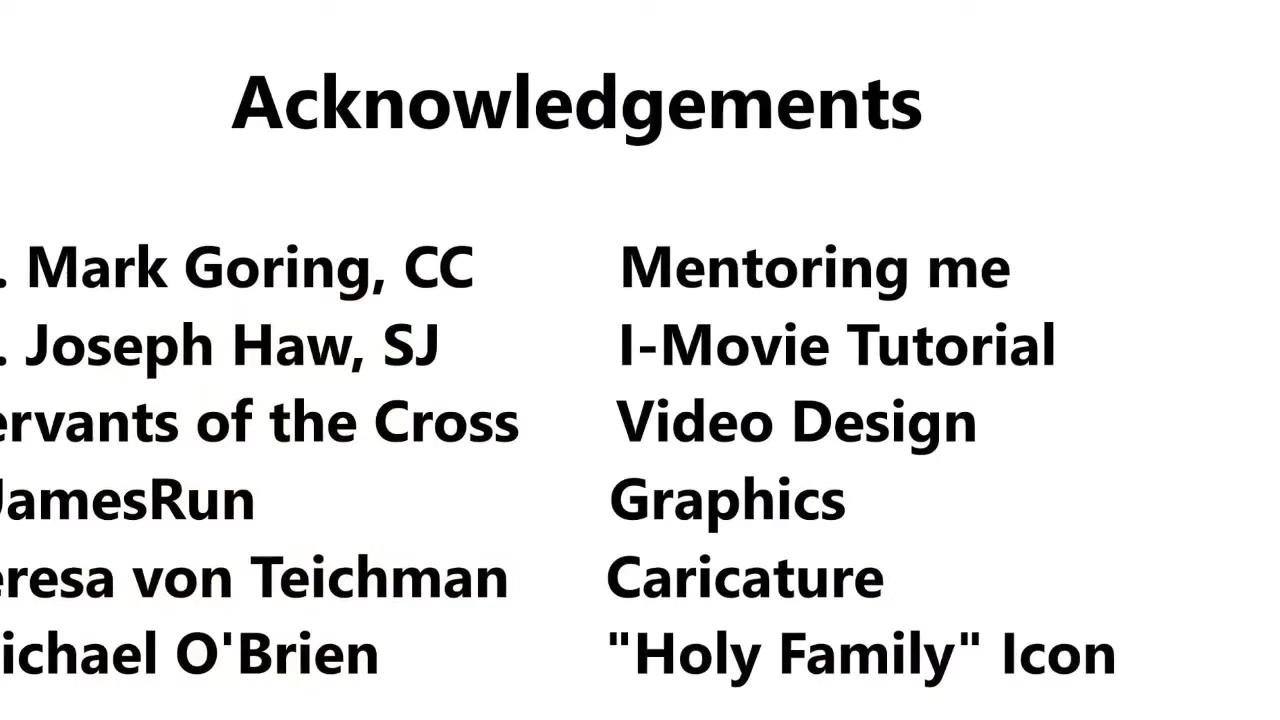 Acknowledgements
. Mark Goring, CC Mentoring me
. Joseph Haw, SJ I-Movie Tutorial
ervants of the Cross Video Design
JamesRun Graphics
eresa von Teichman Caricature
ichael O'Brien "Holy Family" Icon